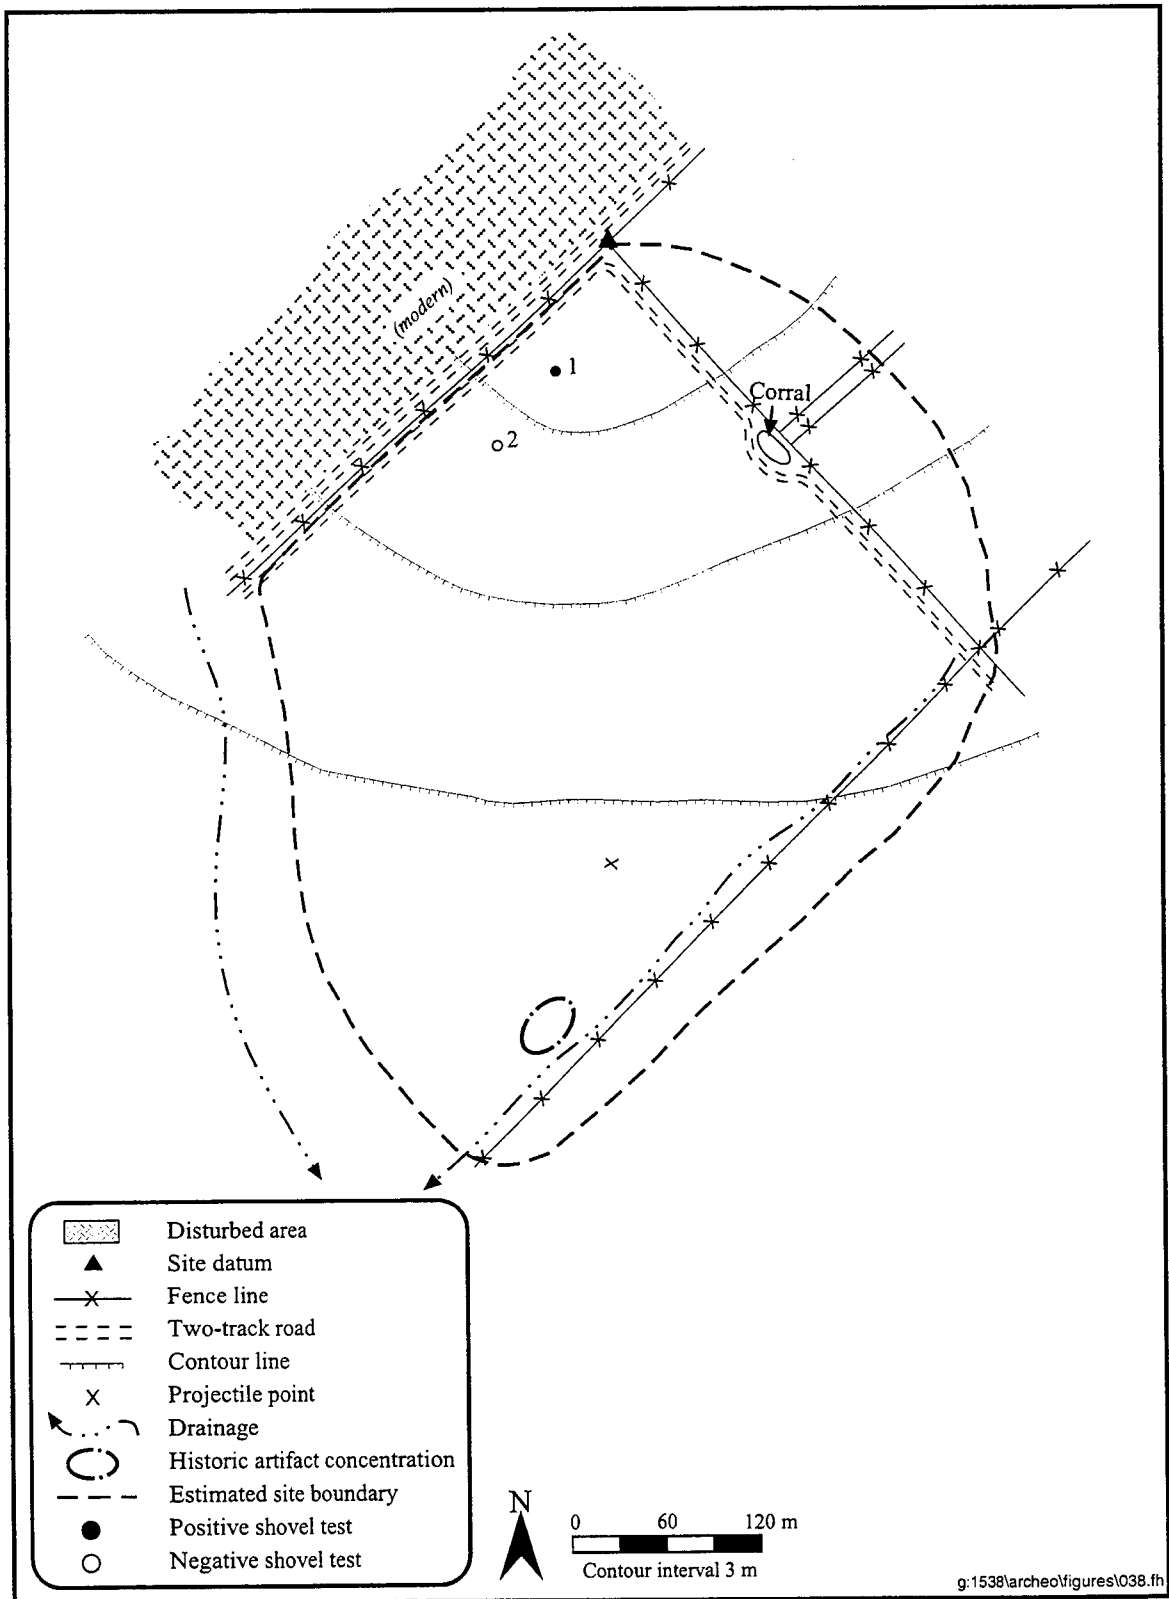 (modern)
1
Corral
2
X
Disturbed area
Site datum
Fence line
Two-track road
Contour line
X Projectile point
Drainage
Historic artifact concentration
Estimated site boundary
Positive shovel test
Negative shovel test
N
0 60 120 m
Contour interval 3 m
g:1538\archeo\figures\038.fh